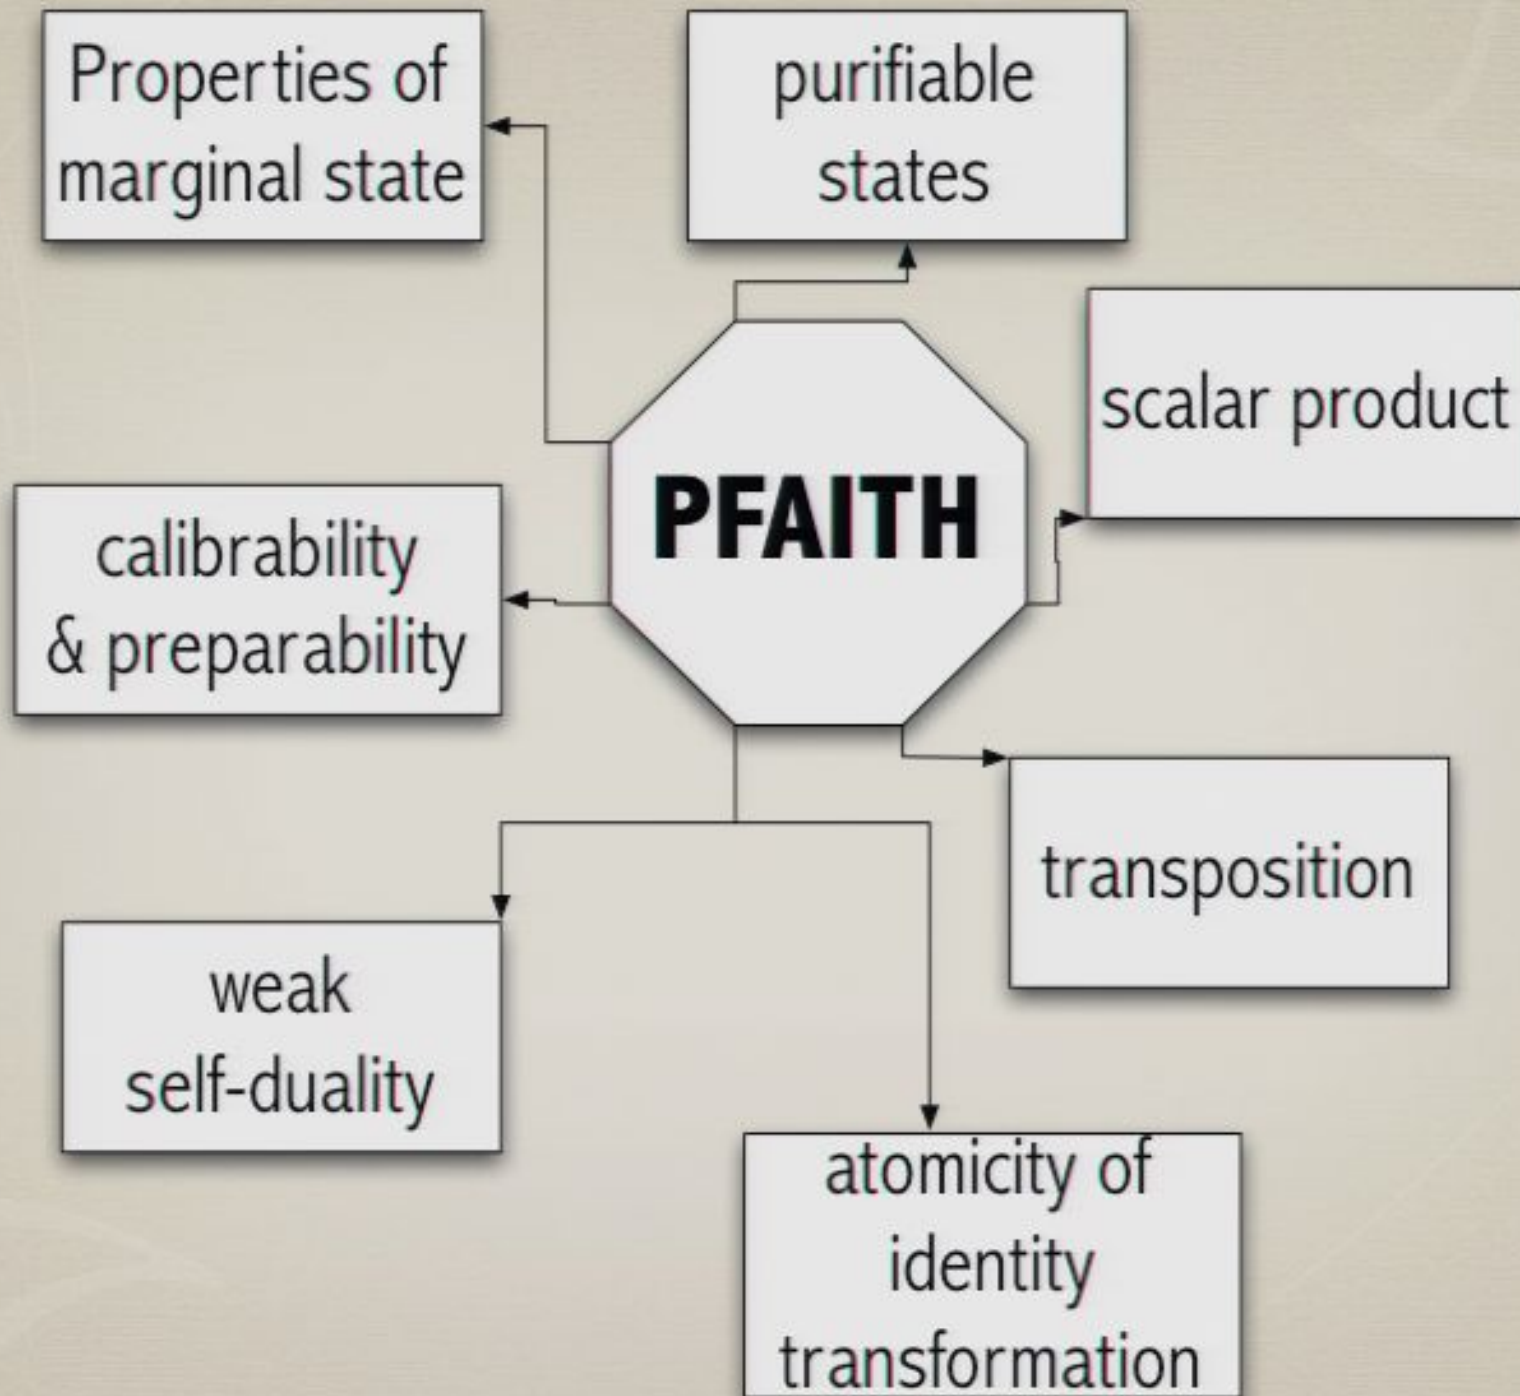 Properties of
marginal state
purifiable
states
scalar product
PFAITH
calibrability
& preparability
transposition
weak
self-duality
atomicity of
identity
transformation